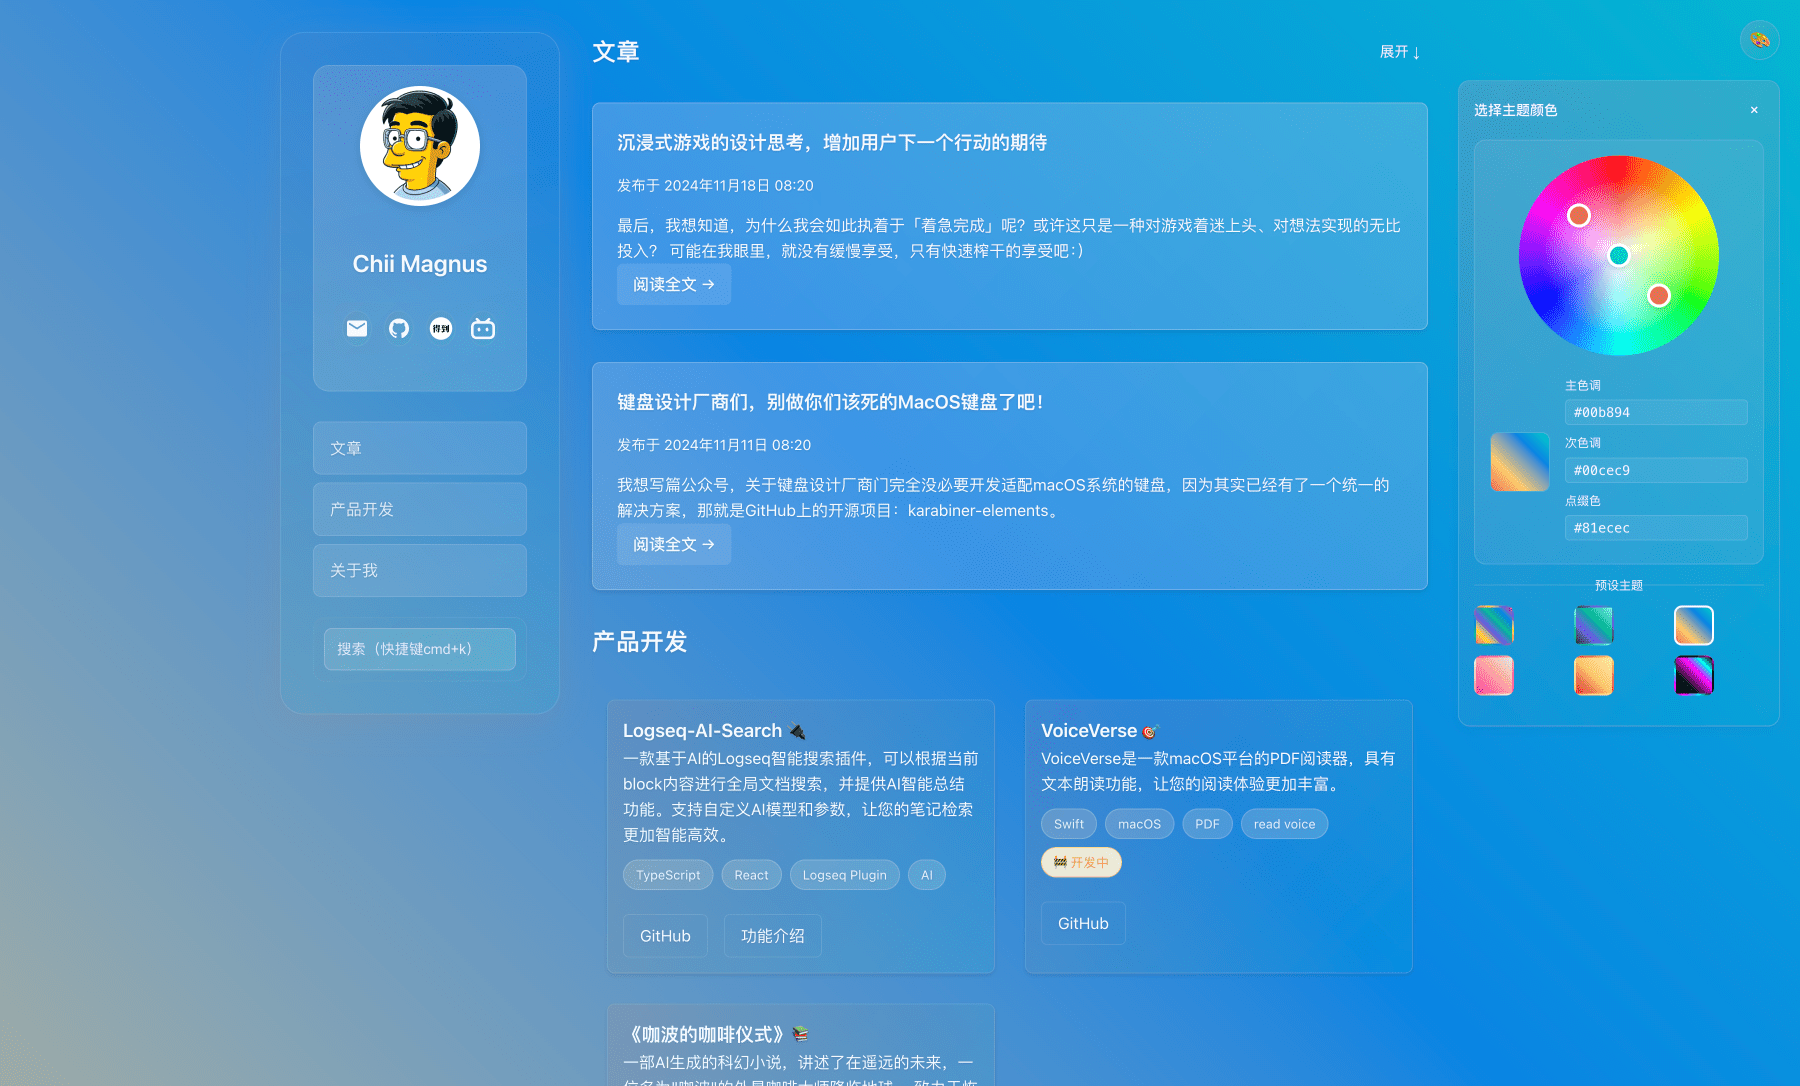 Chii Magnus
得到
文章
产品开发
关于我
搜索（快捷键cmd+k）
文章
展开 ↓
沉浸式游戏的设计思考，增加用户下一个行动的期待
发布于 2024年11月18日 08:20
最后，我想知道，为什么我会如此执着于「着急完成」呢？或许这只是一种对游戏着迷上头、对想法实现的无比
投入？ 可能在我眼里，就没有缓慢享受，只有快速榨干的享受吧:）
阅读全文 →
键盘设计厂商们，别做你们该死的MacOS键盘了吧！
发布于 2024年11月11日 08:20
我想写篇公众号，关于键盘设计厂商门完全没必要开发适配macOS系统的键盘，因为其实已经有了一个统一的
解决方案，那就是GitHub上的开源项目：karabiner-elements。
阅读全文 →
产品开发
Logseq-AI-Search 🔌
一款基于AI的Logseq智能搜索插件，可以根据当前
block内容进行全局文档搜索，并提供AI智能总结
功能。支持自定义AI模型和参数，让您的笔记检索
更加智能高效。
TypeScript React Logseq Plugin AI
GitHub 功能介绍
VoiceVerse 🎯
VoiceVerse是一款macOS平台的PDF阅读器，具有
文本朗读功能，让您的阅读体验更加丰富。
Swift macOS PDF read voice
🚧 开发中
GitHub
《咖波的咖啡仪式》📚
一部AI生成的科幻小说，讲述了在遥远的未来，一
选择主题颜色 ×
主色调
#00b894
次色调
#00cec9
点缀色
#81ecec
预设主题